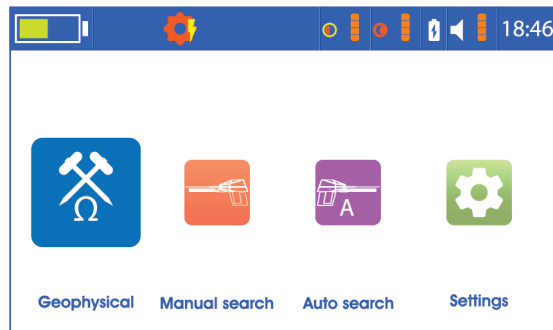 18:46
Ω
A
Geophysical
Manual search
Auto search
Settings